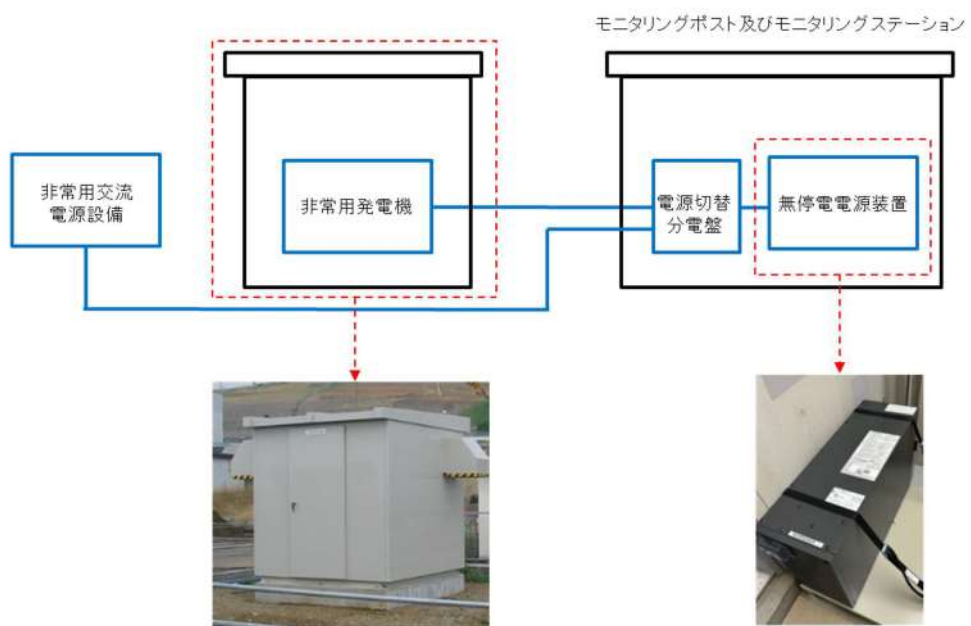 モニタリングポスト及びモニタリングステーション
非常用交流
電源設備
非常用発電機
電源切替
分電盤
無停電電源装置